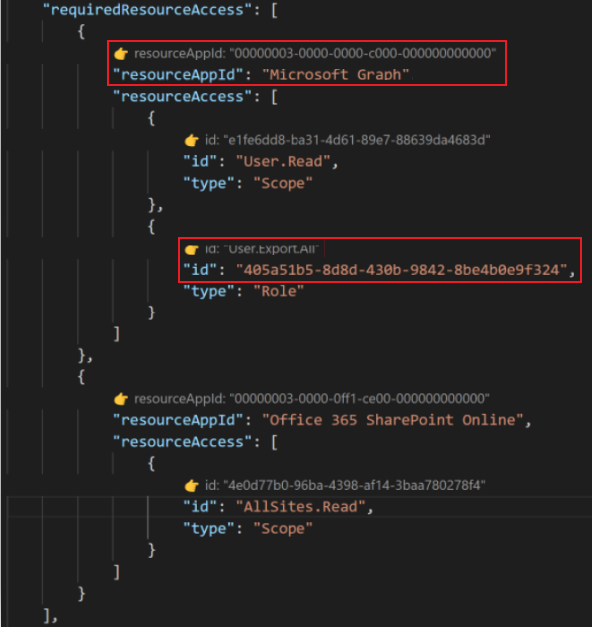 "requiredResourceAccess": [
{
👉 resourceAppId: "00000003-0000-0000-c000-000000000000"
"resourceAppId": "Microsoft Graph"
"resourceAccess": [
{
👉 id: "e1fe6dd8-ba31-4d61-89e7-88639da4683d"
"id": "User.Read",
"type": "Scope"
},
{
👉 id: "User.Export.All"
"id": "405a51b5-8d8d-430b-9842-8be4b0e9f324",
"type": "Role"
}
]
},
{
👉 resourceAppId: "00000003-0000-0ff1-ce00-000000000000"
"resourceAppId": "Office 365 SharePoint Online",
"resourceAccess": [
{
👉 id: "4e0d77b0-96ba-4398-af14-3baa780278f4"
"id": "AllSites.Read",
"type": "Scope"
}
]
}
],